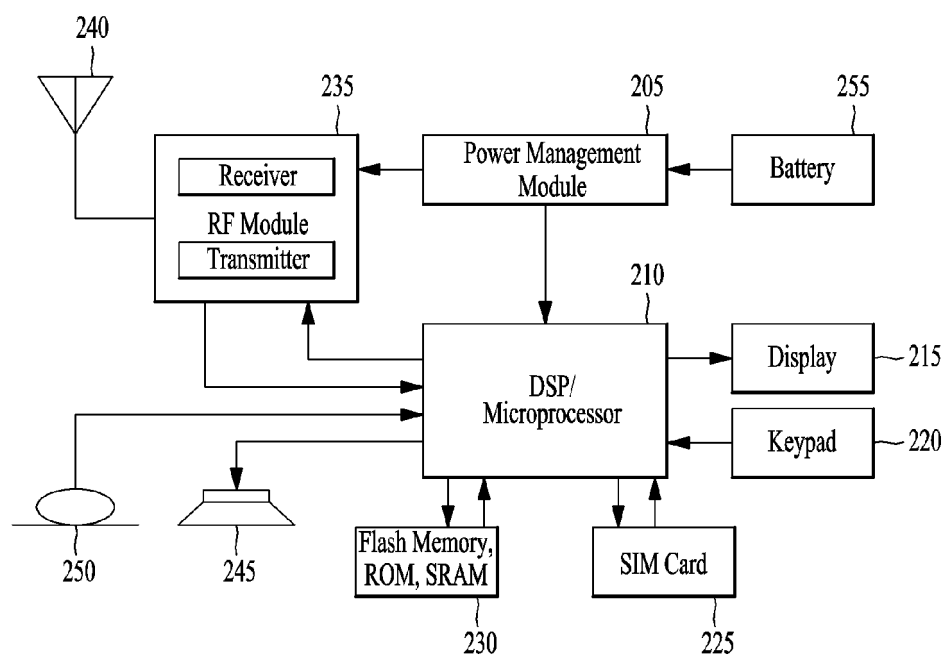 240
235
205
255
Receiver
RF Module
Transmitter
Power Management
Module
Battery
210
DSP/
Microprocessor
Display
215
Keypad
220
250
245
Flash Memory,
ROM, SRAM
SIM Card
230
225